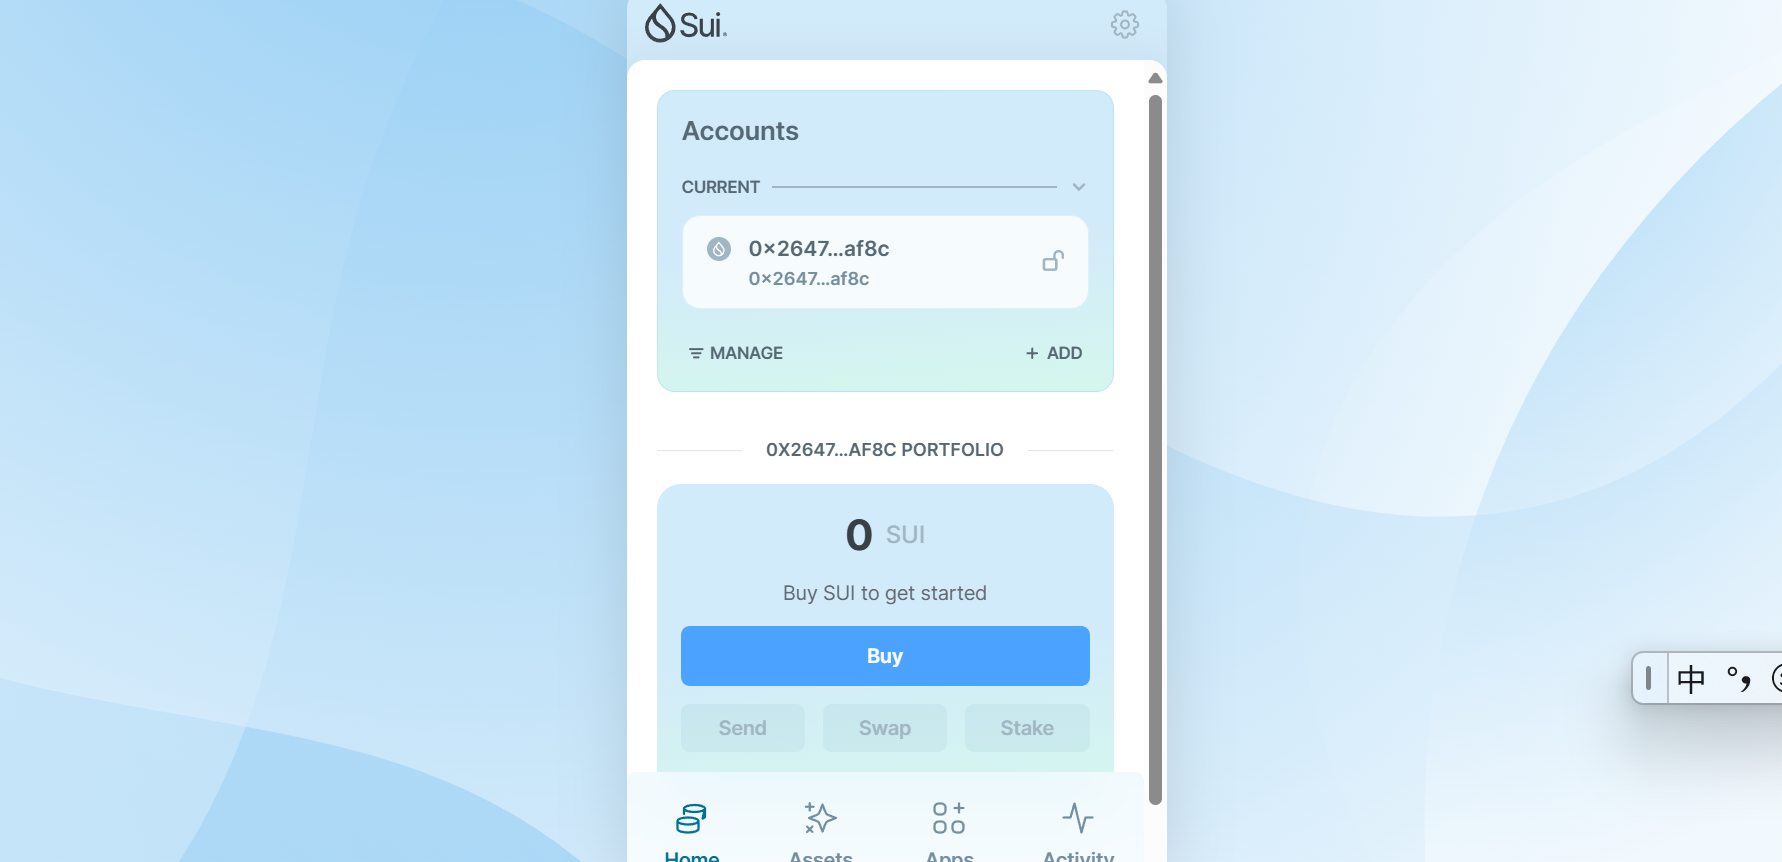 Sui
Accounts
CURRENT
0×2647...af8c
0×2647...af8c
MANAGE
+ ADD
0X2647...AF8C PORTFOLIO
0 SUI
Buy SUI to get started
Buy
Send Swap Stake
Home Assets Apps Activity
中 °，